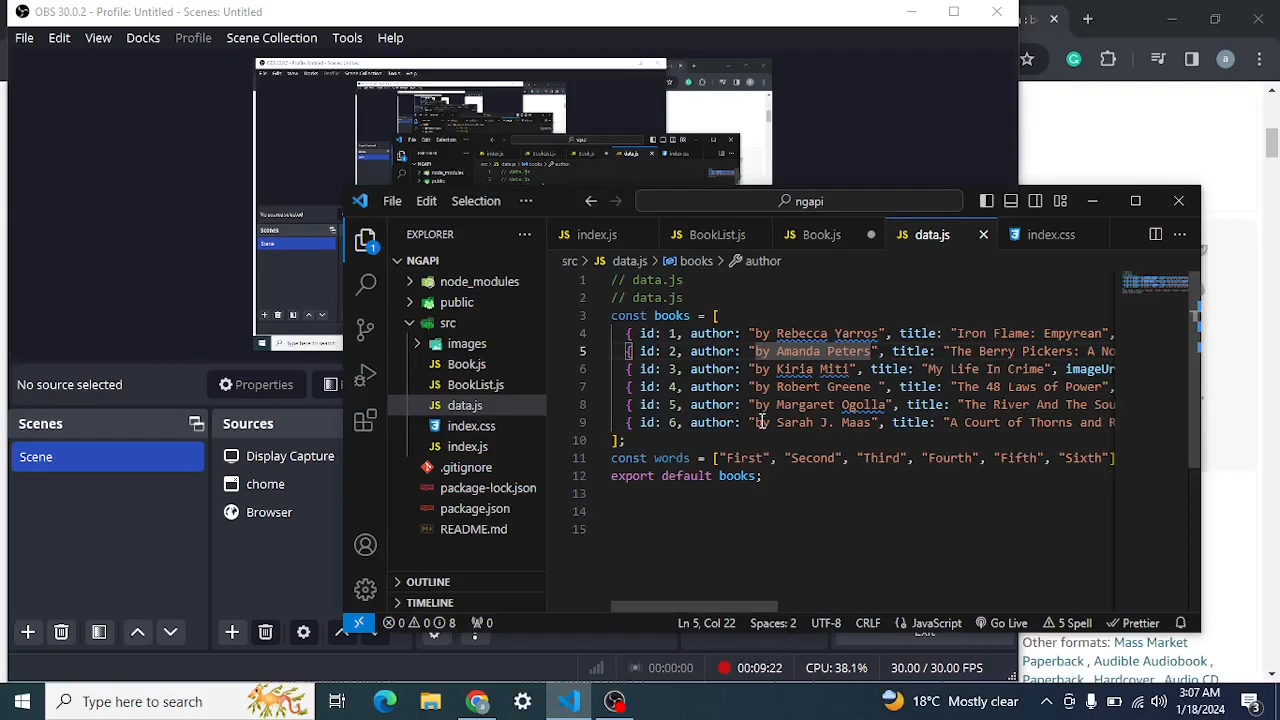 OBS 30.0.2 - Profile: Untitled - Scenes: Untitled
File Edit View Docks Profile Scene Collection Tools Help
File Edit Selection ... ngapi
EXPLORER ...
index.js BookList.js Book.js data.js index.css
NGAPI
src > data.js > books > author
node_modules
public
src
images
Book.js
BookList.js
data.js
index.css
index.js
.gitignore
package-lock.json
package.json
README.md
OUTLINE
TIMELINE
1 // data.js
2 // data.js
3 const books = [
4 { id: 1, author: "by Rebecca Yarros", title: "Iron Flame: Empyrean",
5 { id: 2, author: "by Amanda Peters", title: "The Berry Pickers: A No
6 { id: 3, author: "by Kinia Miti", title: "My Life In Crime", imageUr
7 { id: 4, author: "by Robert Greene ", title: "The 48 Laws of Power",
8 { id: 5, author: "by Margaret Ogolla", title: "The River And The Sou
9 { id: 6, author: "by Sarah J. Maas", title: "A Court of Thorns and R
10 ];
11 const words = ["First", "Second", "Third", "Fourth", "Fifth", "Sixth"]
12 export default books;
13
14
15
1
No source selected
Properties
Scenes
Scene
Sources
Display Capture
chome
Browser
0 0 8 0
Ln 5, Col 22 Spaces: 2 UTF-8 CRLF JavaScript Go Live 5 Spell Prettier
Other formats: Mass Market
Paperback , Audible Audiobook ,
00:00:00 00:09:22 CPU: 38.1% 30.00 / 30.00 FPS
Type here to search
18°C Mostly clear
3:07 AM
1/18/2024